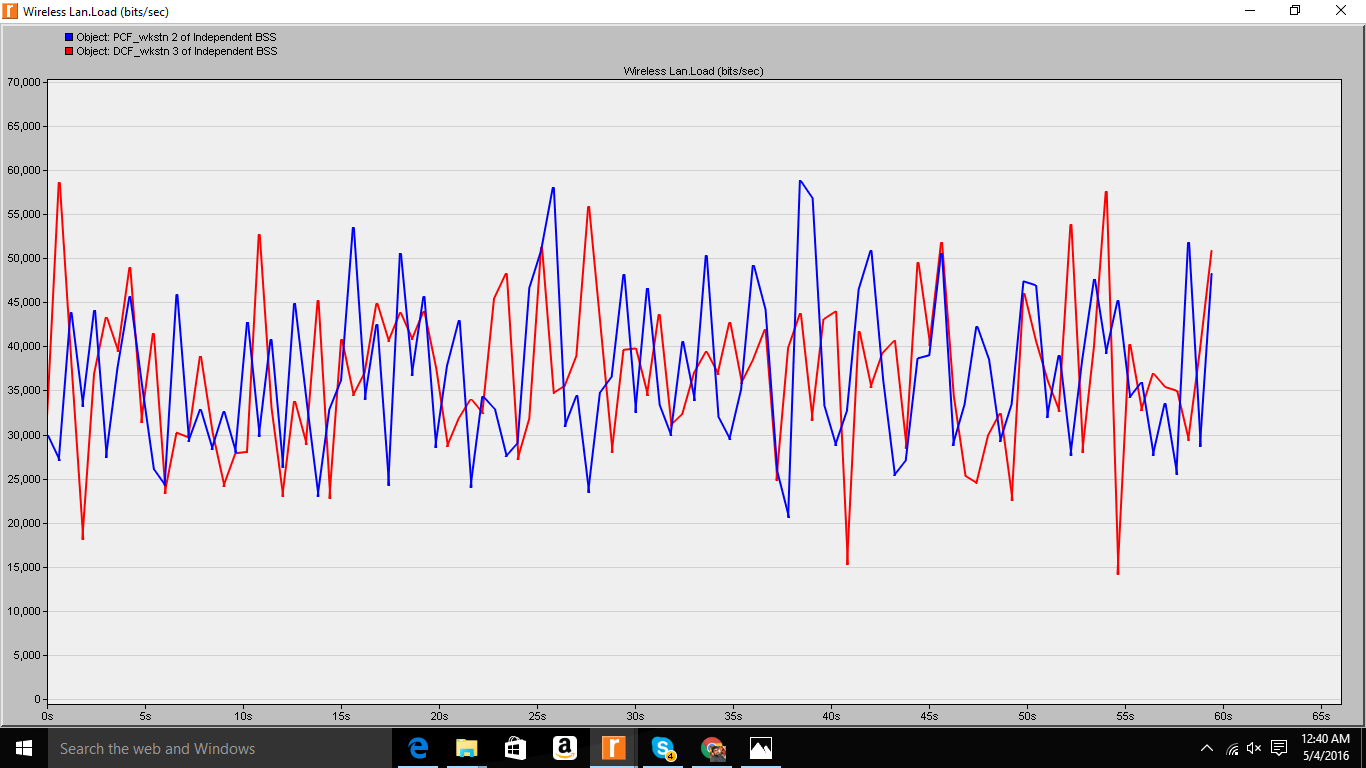 Wireless Lan.Load (bits/sec)
Object: PCF_wkstn 2 of Independent BSS
Object: DCF_wkstn 3 of Independent BSS
Wireless Lan.Load (bits/sec)
70,000
65,000
60,000
55,000
50,000
45,000
40,000
35,000
30,000
25,000
20,000
15,000
10,000
5,000
0
0s 5s 10s 15s 20s 25s 30s 35s 40s 45s 50s 55s 60s 65s
Search the web and Windows
4
12:40 AM
5/4/2016